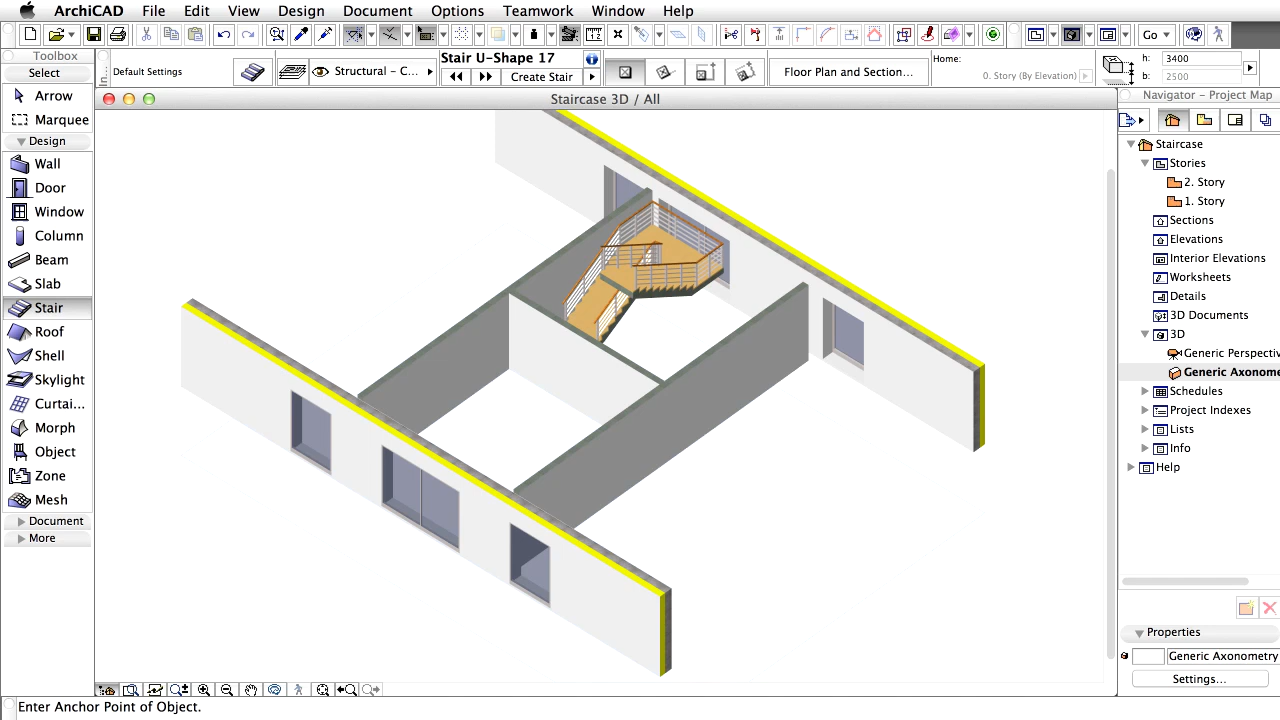 ArchiCAD File Edit View Design Document Options Teamwork Window Help
Go
Toolbox
Select
Arrow
Marquee
Design
Wall
Door
Window
Column
Beam
Slab
Stair
Roof
Shell
Skylight
Curtai...
Morph
Object
Zone
Mesh
Document
More
Default Settings
Structural - C...
Stair U-Shape 17
Create Stair
Floor Plan and Section...
Home:
0. Story (By Elevation)
h: 3400
b: 2500
Staircase 3D / All
Navigator - Project Map
Staircase
Stories
2. Story
1. Story
Sections
Elevations
Interior Elevations
Worksheets
Details
3D Documents
3D
Generic Perspectiv
Generic Axonome
Schedules
Project Indexes
Lists
Info
Help
Properties
Generic Axonometry
Settings...
Enter Anchor Point of Object.